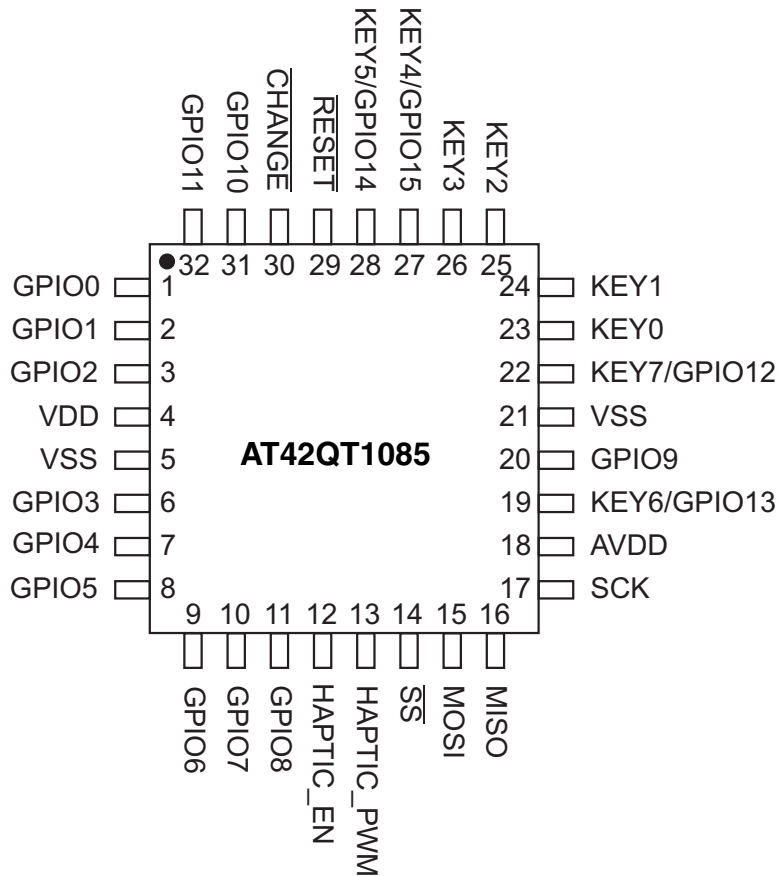 GPIO11
GPIO10
CHANGE
RESET
KEY5/GPIO14
KEY4/GPIO15
KEY3
KEY2
32 31 30 29 28 27 26 25
GPIO0 1
GPIO1 2
GPIO2 3
VDD 4
VSS 5
GPIO3 6
GPIO4 7
GPIO5 8
AT42QT1085
24 KEY1
23 KEY0
22 KEY7/GPIO12
21 VSS
20 GPIO9
19 KEY6/GPIO13
18 AVDD
17 SCK
9 10 11 12 13 14 15 16
GPIO6
GPIO7
GPIO8
HAPTIC_EN
HAPTIC_PWM
SS
MOSI
MISO